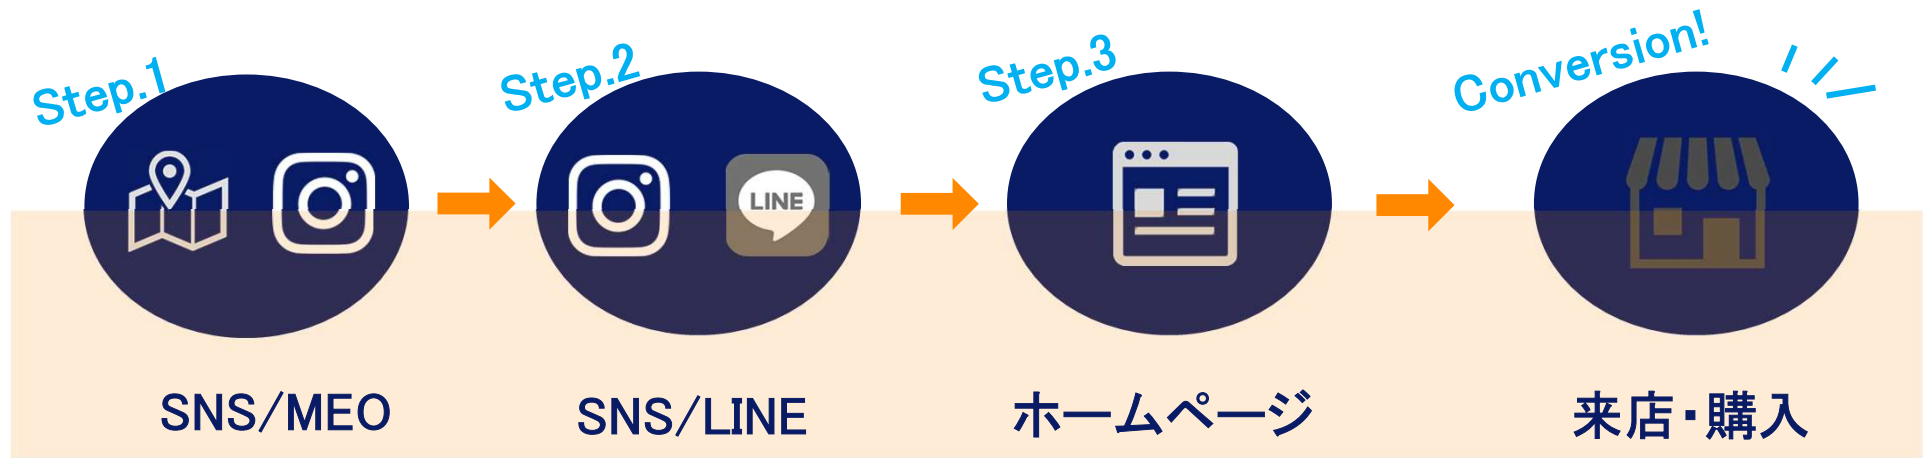 Step.1
Step.2
Step.3
Conversion!
LINE
SNS/MEO
SNS/LINE
ホームページ
来店・購入